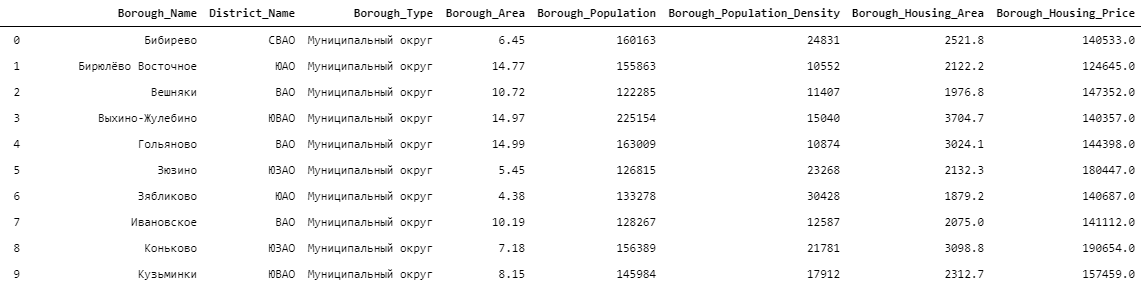 Borough_Name District_Name Borough_Type Borough_Area Borough_Population Borough_Population_Density Borough_Housing_Area Borough_Housing_Price
0 Бибирево СВАО Муниципальный округ 6.45 160163 24831 2521.8 140533.0
1 Бирюлёво Восточное ЮАО Муниципальный округ 14.77 155863 10552 2122.2 124645.0
2 Вешняки ВАО Муниципальный округ 10.72 122285 11407 1976.8 147352.0
3 Выхино-Жулебино ЮВАО Муниципальный округ 14.97 225154 15040 3704.7 140357.0
4 Гольяново ВАО Муниципальный округ 14.99 163009 10874 3024.1 144398.0
5 Зюзино ЮЗАО Муниципальный округ 5.45 126815 23268 2132.3 180447.0
6 Зябликово ЮАО Муниципальный округ 4.38 133278 30428 1879.2 140687.0
7 Ивановское ВАО Муниципальный округ 10.19 128267 12587 2075.0 141112.0
8 Коньково ЮЗАО Муниципальный округ 7.18 156389 21781 3098.8 190654.0
9 Кузьминки ЮВАО Муниципальный округ 8.15 145984 17912 2312.7 157459.0